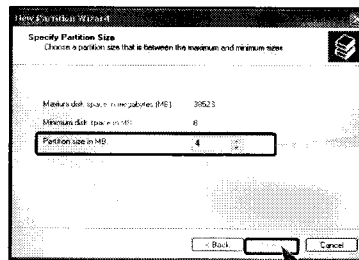 New Partition Wizard
Specify Partition Size
Choose a partition size that is between the maximum and minimum sizes
Maximum disk space in megabytes (MB):
Minimum disk space in MB:
8
Partition size in MB:
4
< Back
Cancel